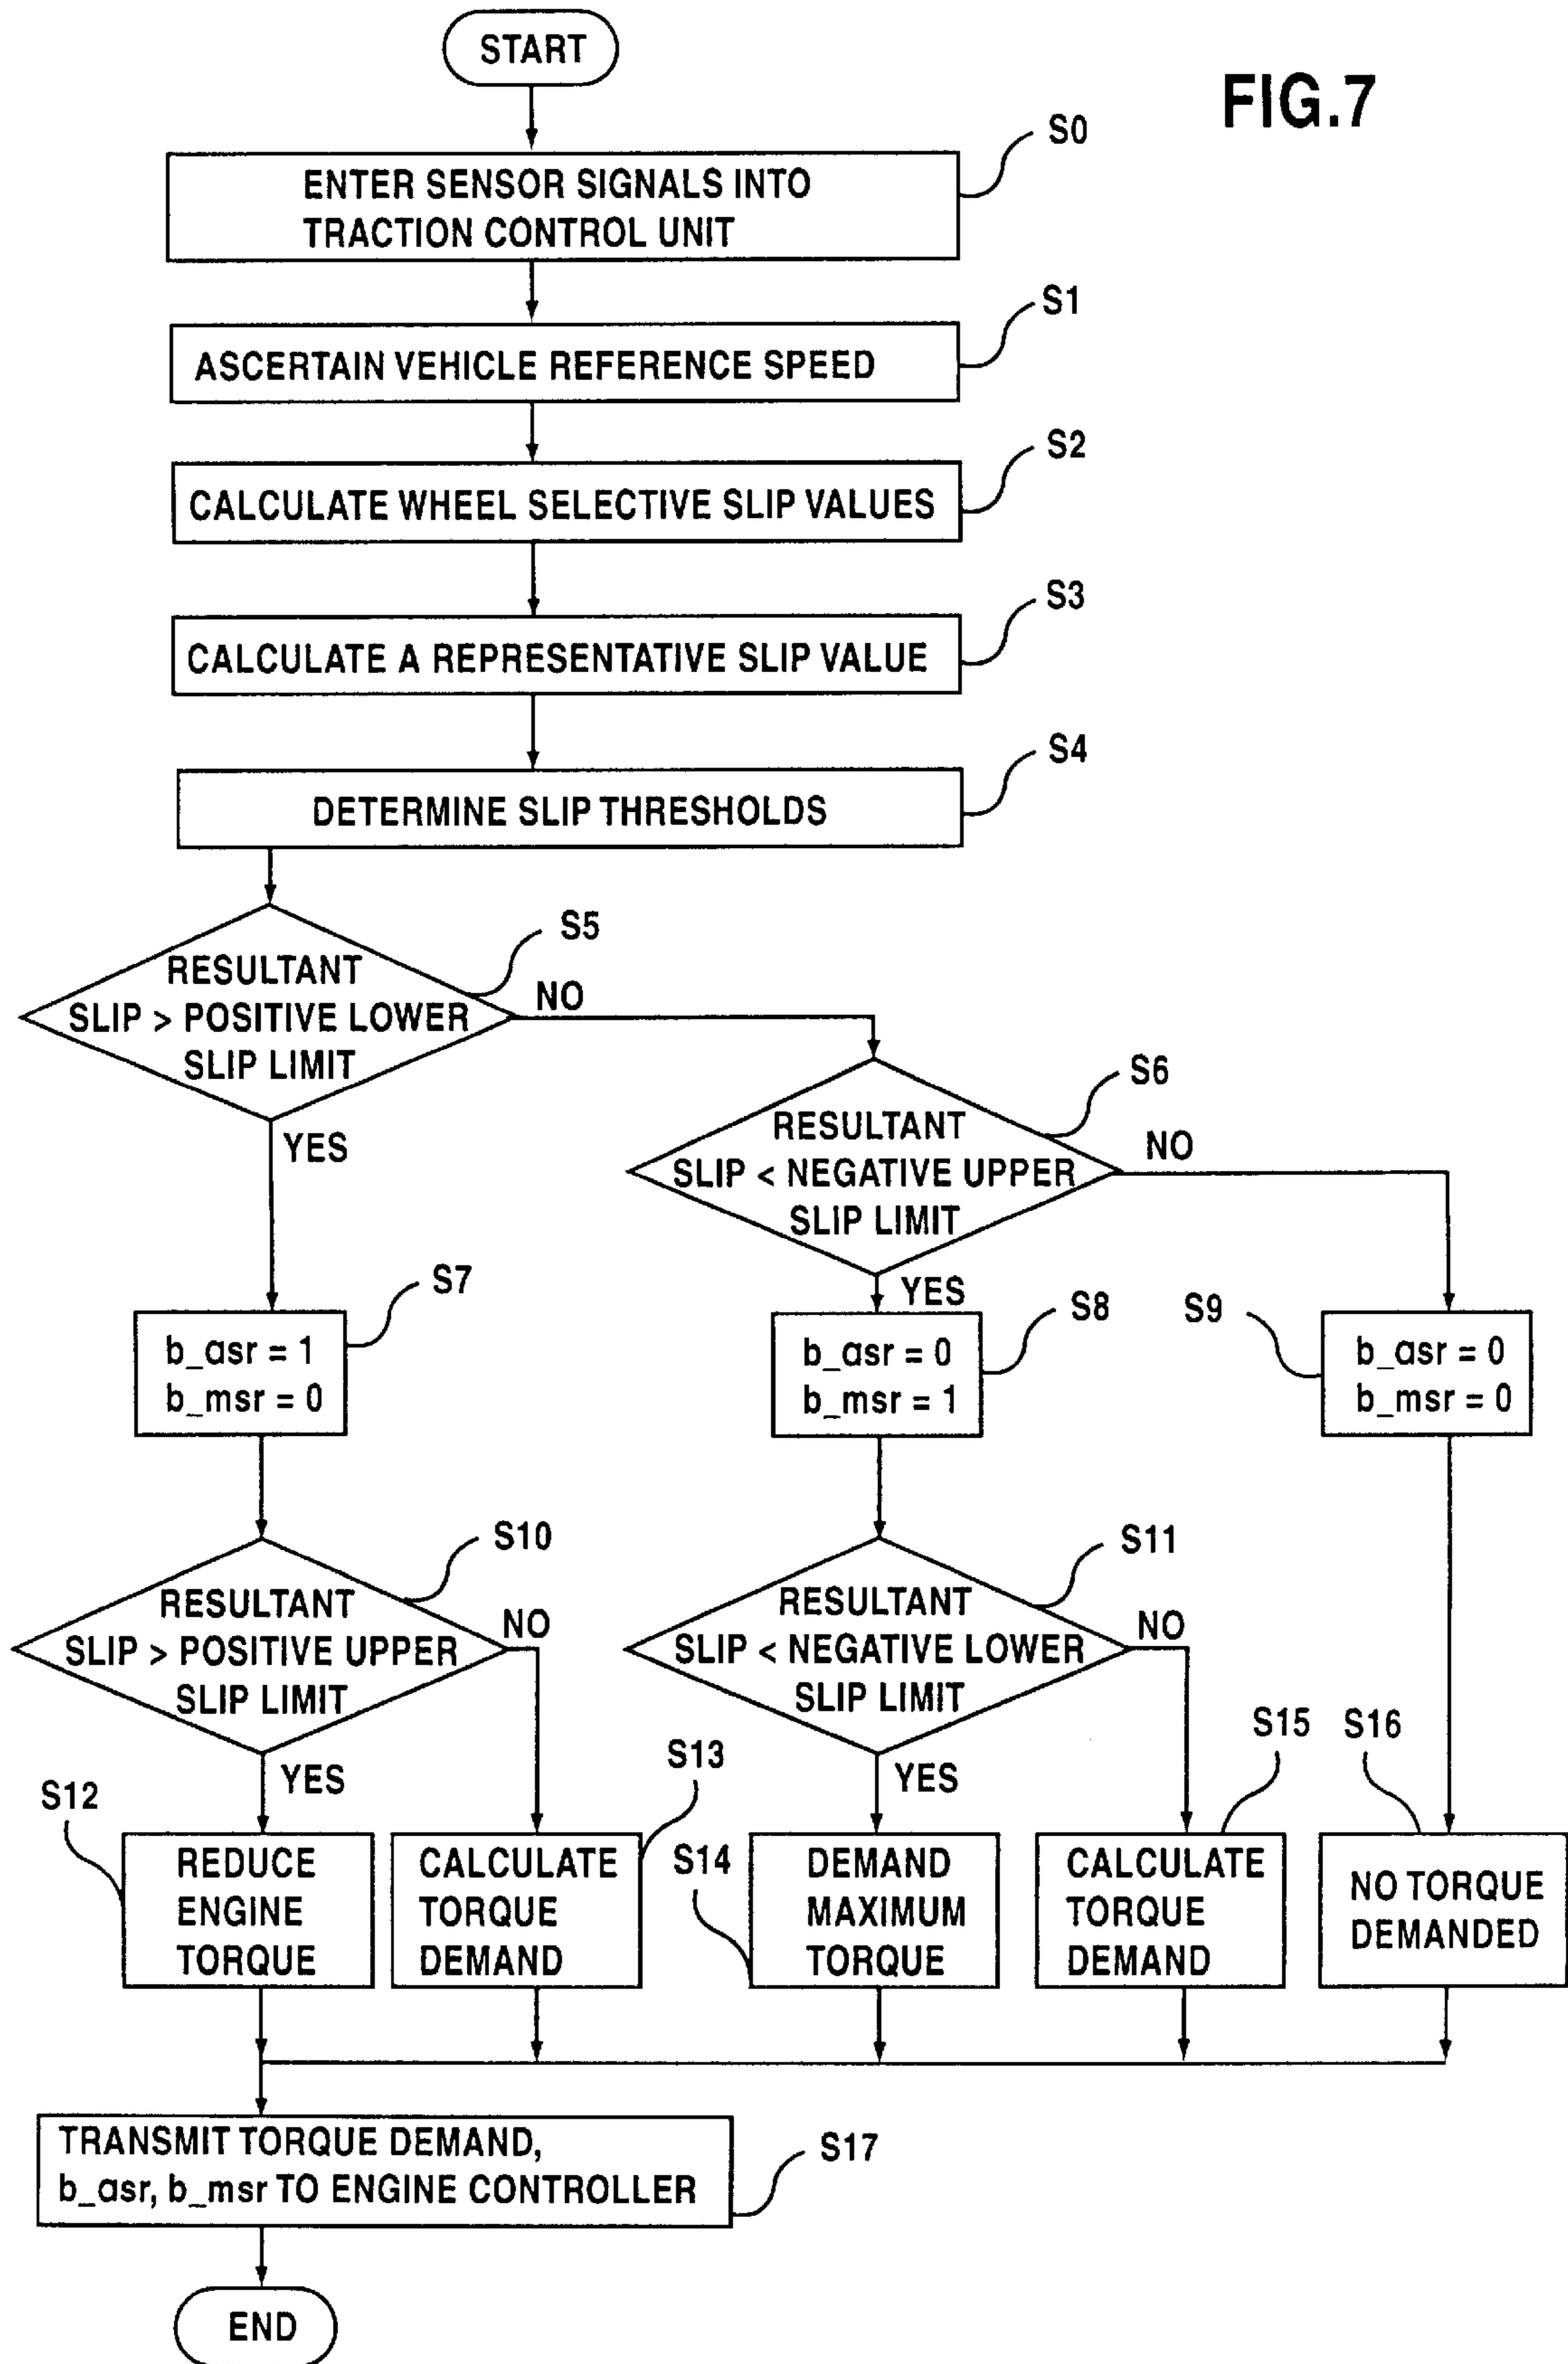 START
FIG.7
S0
ENTER SENSOR SIGNALS INTO
TRACTION CONTROL UNIT
S1
ASCERTAIN VEHICLE REFERENCE SPEED
S2
CALCULATE WHEEL SELECTIVE SLIP VALUES
S3
CALCULATE A REPRESENTATIVE SLIP VALUE
S4
DETERMINE SLIP THRESHOLDS
S5
RESULTANT
SLIP > POSITIVE LOWER
SLIP LIMIT
NO
YES
S6
RESULTANT
SLIP < NEGATIVE UPPER
SLIP LIMIT
NO
YES
S7
b_asr = 1
b_msr = 0
S8
b_asr = 0
b_msr = 1
S9
b_asr = 0
b_msr = 0
S10
RESULTANT
SLIP > POSITIVE UPPER
SLIP LIMIT
NO
YES
S11
RESULTANT
SLIP < NEGATIVE LOWER
SLIP LIMIT
NO
YES
S12
REDUCE
ENGINE
TORQUE
S13
CALCULATE
TORQUE
DEMAND
S14
DEMAND
MAXIMUM
TORQUE
S15
CALCULATE
TORQUE
DEMAND
S16
NO TORQUE
DEMANDED
TRANSMIT TORQUE DEMAND,
b_asr, b_msr TO ENGINE CONTROLLER
S17
END